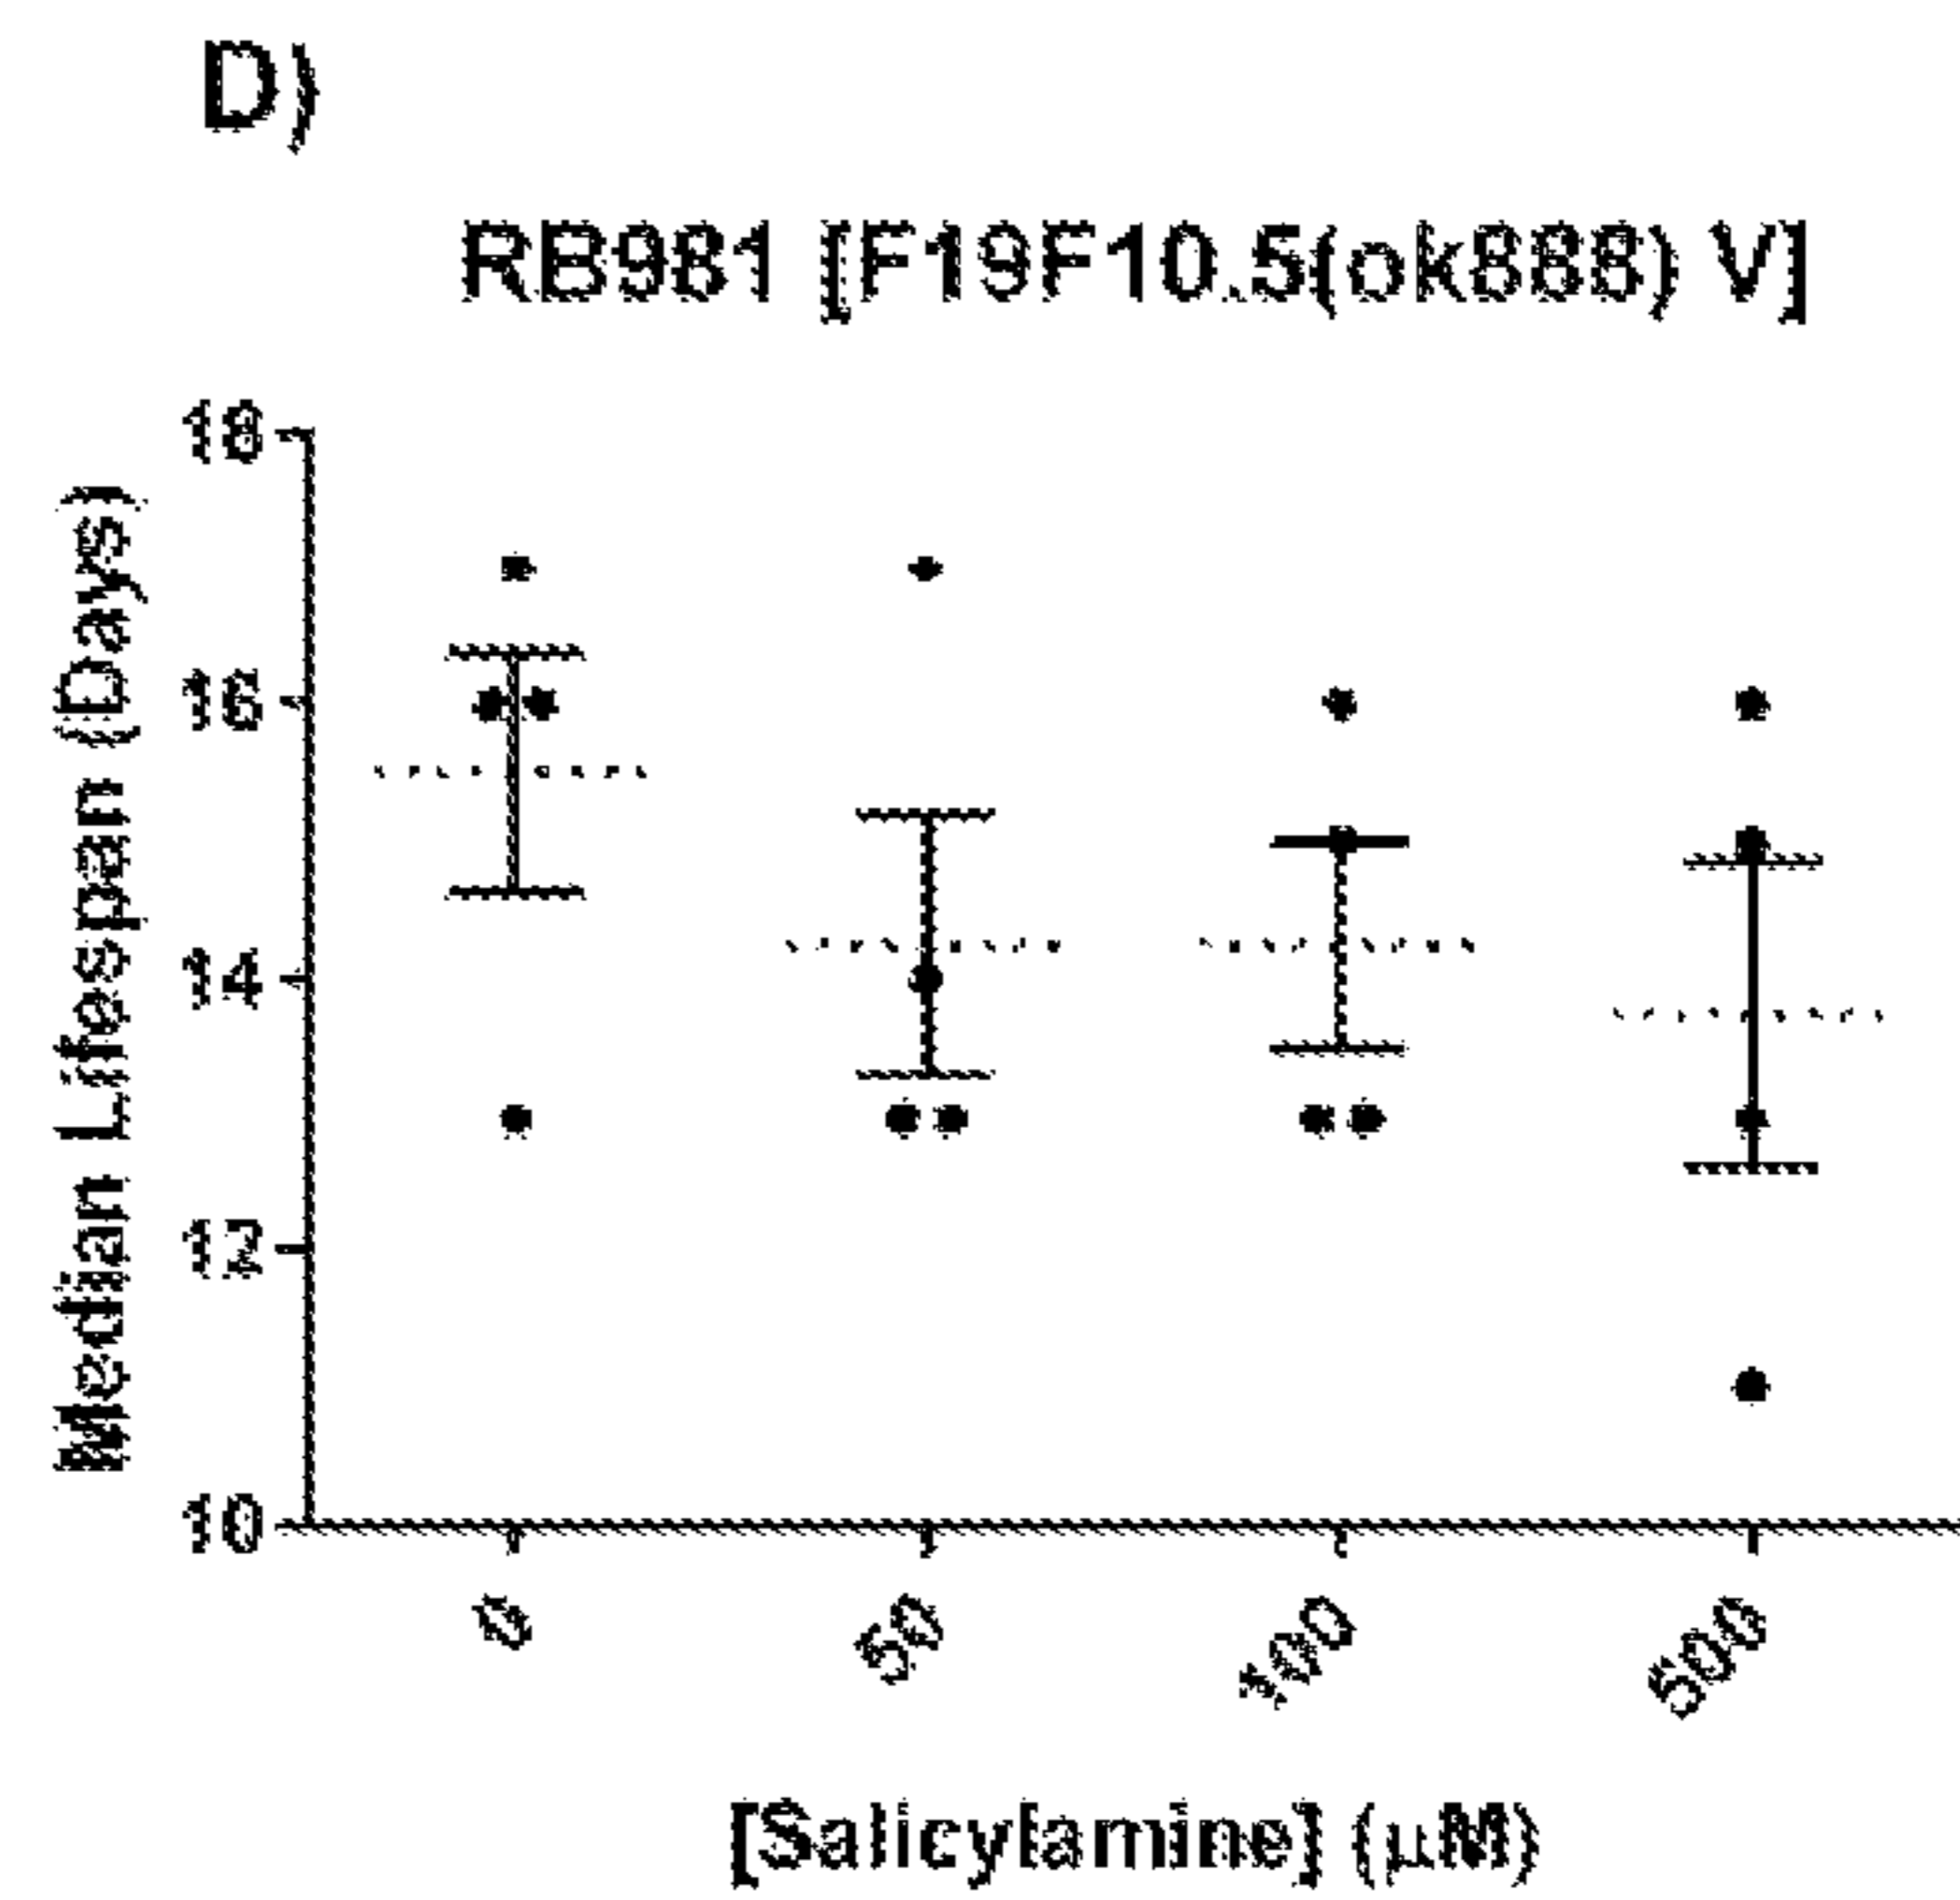 D)
RB981 [F19F10.5(ok888) V]
Median Lifespan (Days)
18
16
14
12
10
0
50
100
500
[Salicylamine] (μM)